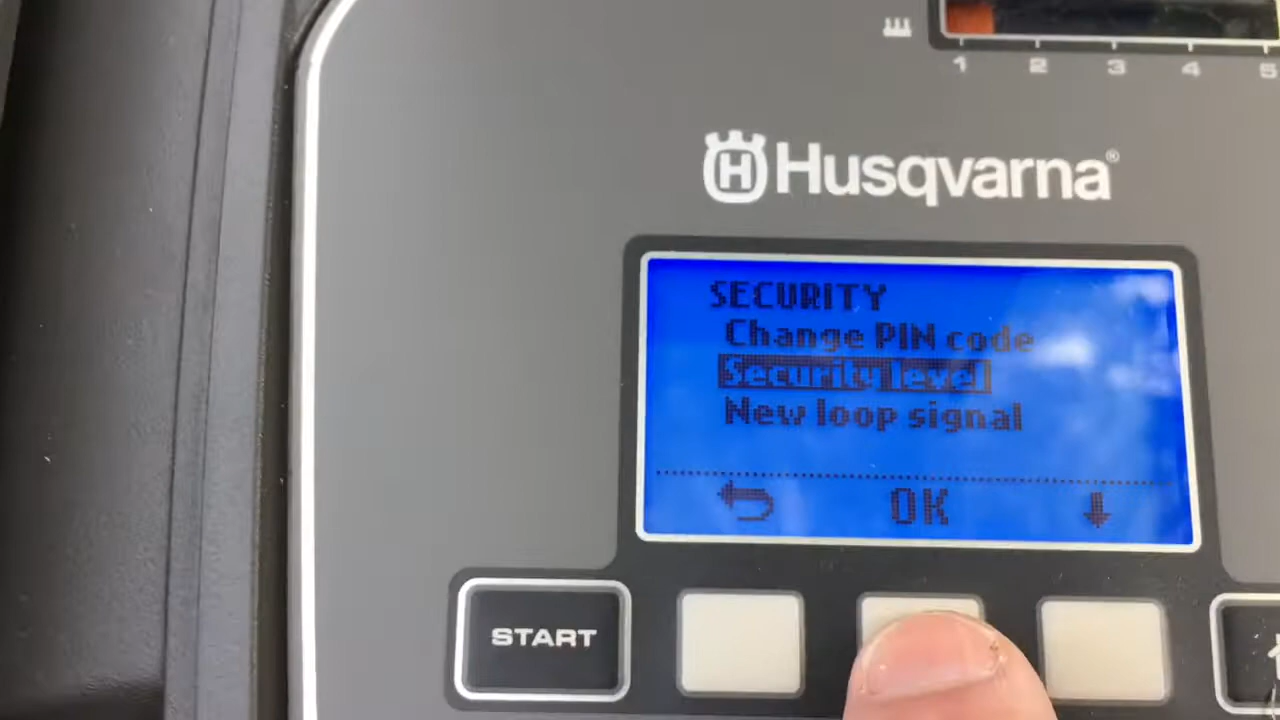 1 2 3 4 5
H Husqvarna®
SECURITY
Change PIN code
Security level
New loop signal
OK
START